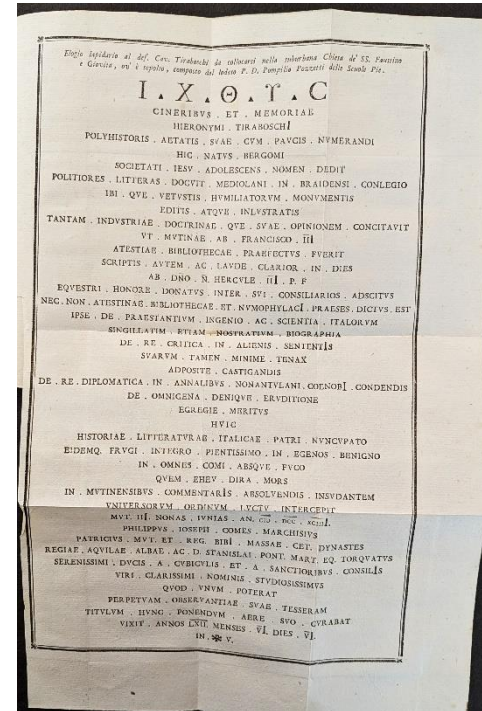 Elogio lapidario al def. Cav. Tiraboschi da collocarsi nella suburbana Chiesa de' SS. Faustino
e Giovita, ov' è sepolto, composto dal lodato P. D. Pompilio Pozzetti delle Scuole Pie.
I . X . Θ . Υ . C
CINERIBVS . ET . MEMORIAE
HIERONYMI . TIRABOSCHI
POLYHISTORIS . AETATIS . SVAE . CVM . PAVCIS . NVMERANDI
HIC . NATVS . BERGOMI
SOCIETATI . IESV . ADOLESCENS . NOMEN . DEDIT
POLITIORES . LITTERAS . DOCVIT . MEDIOLANI . IN . BRAIDENSI . CONLEGIO
IBI . QVE . VETVSTIS . HVMILIATORVM . MONVMENTIS
EDITIS . ATQVE . INLVSTRATIS
TANTAM . INDVSTRIAE . DOCTRINAE . QVE . SVAE . OPINIONEM . CONCITAVIT
VT . MVTINAE . AB . FRANCISCO . III
ATESTIAE . BIBLIOTHECAE . PRAEFECTVS . FVERIT
SCRIPTIS . AVTEM . AC . LAVDE . CLARIOR . IN . DIES
AB . DÑO . Ñ. HERCVLE . III . P. F
EQVESTRI . HONORE . DONATVS . INTER . SVI . CONSILIARIOS . ADSCITVS
NEC . NON . ATESTINAE . BIBLIOTHECAE . ET . NVMOPHYLACI . PRAESES . DICTVS . EST
IPSE . DE . PRAESTANTIVM . INGENIO . AC . SCIENTIA . ITALORVM
SINGILLATIM . ETIAM . NOSTRATIVM . BIOGRAPHIA
DE . RE . CRITICA . IN . ALIENIS . SENTENTIS
SVARVM . TAMEN . MINIME . TENAX
ADPOSITE . CASTIGANDIS
DE . RE . DIPLOMATICA . IN . ANNALIBVS . NONANTVLANI . COENOBI . CONDENDIS
DE . OMNIGENA . DENIQVE . ERVDITIONE
EGREGIE . MERITVS
HVIC
HISTORIAE . LITTERATVRAE . ITALICAE . PATRI . NVNCVPATO
EIDEMQ. FRVGI . INTEGRO . PIENTISSIMO . IN . EGENOS . BENIGNO
IN . OMNES . COMI . ABSQVE . FVCO
QVEM . EHEV . DIRA . MORS
IN . MVTINENSIBVS . COMMENTARIS . ABSOLVENDIS . INSVDANTEM
VNIVERSORVM . ORDINVM . LVCTV . INTERCEPIT
MVT. III. NONAS . IVNIAS . AN. CIƆ . DCC . XCIIII.
PHILIPPVS . IOSEPH . COMES . MARCHISIVS
PATRICIVS . MVT. ET . REG. BIBI . MASSAE . CET. DYNASTES
REGIAE . AQVILAE . ALBAE . AC. D. STANISLAI . PONT. MART. EQ. TORQVATVS
SERENISSIMI . DVCIS . A . CVBICVLIS . ET . A . SANCTIORIBVS . CONSILIS
VIRI . CLARISSIMI . NOMINIS . STVDIOSISSIMVS
QVOD . VNVM . POTERAT
PERPETVAM . OBSERVANTIAE . SVAE . TESSERAM
TITVLVM . HVNC . PONENDVM . AERE . SVO . CVRABAT
VIXIT . ANNOS LXII. MENSES . VI. DIES . VI.
IN . ☧ V.